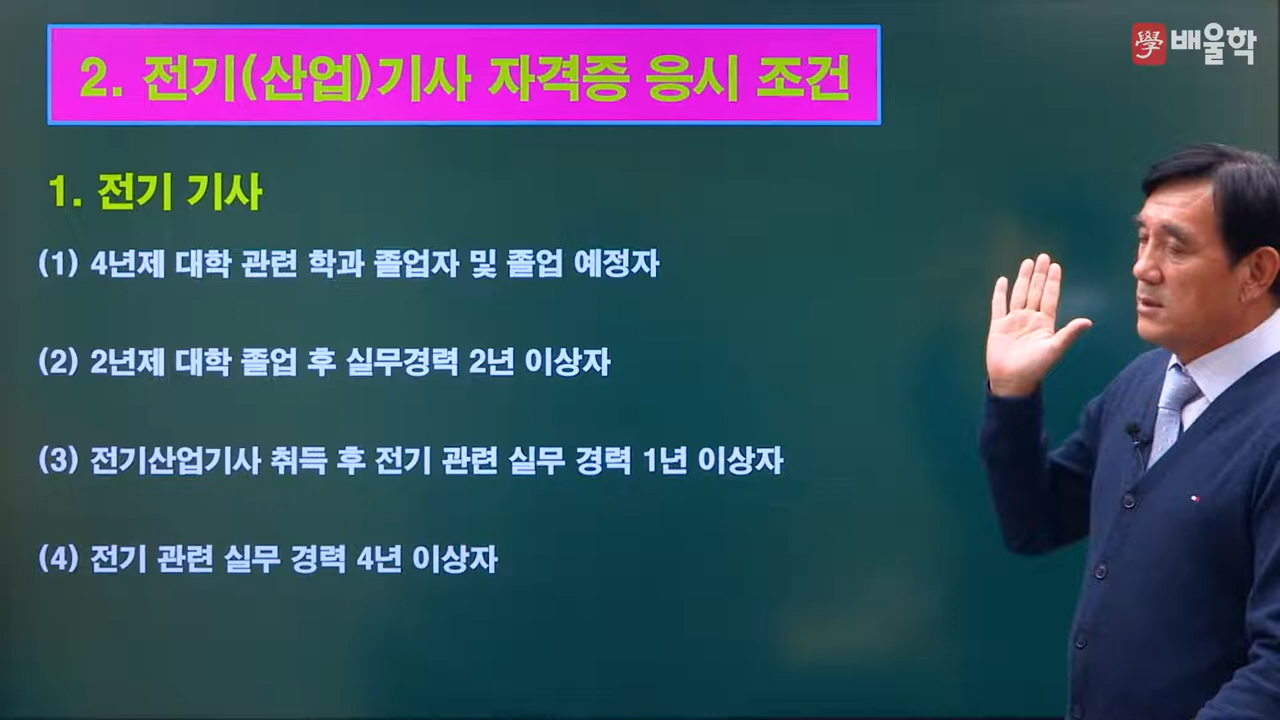 2. 전기(산업)기사 자격증 응시 조건
學 배울학
1. 전기 기사
(1) 4년제 대학 관련 학과 졸업자 및 졸업 예정자
(2) 2년제 대학 졸업 후 실무경력 2년 이상자
(3) 전기산업기사 취득 후 전기 관련 실무 경력 1년 이상자
(4) 전기 관련 실무 경력 4년 이상자